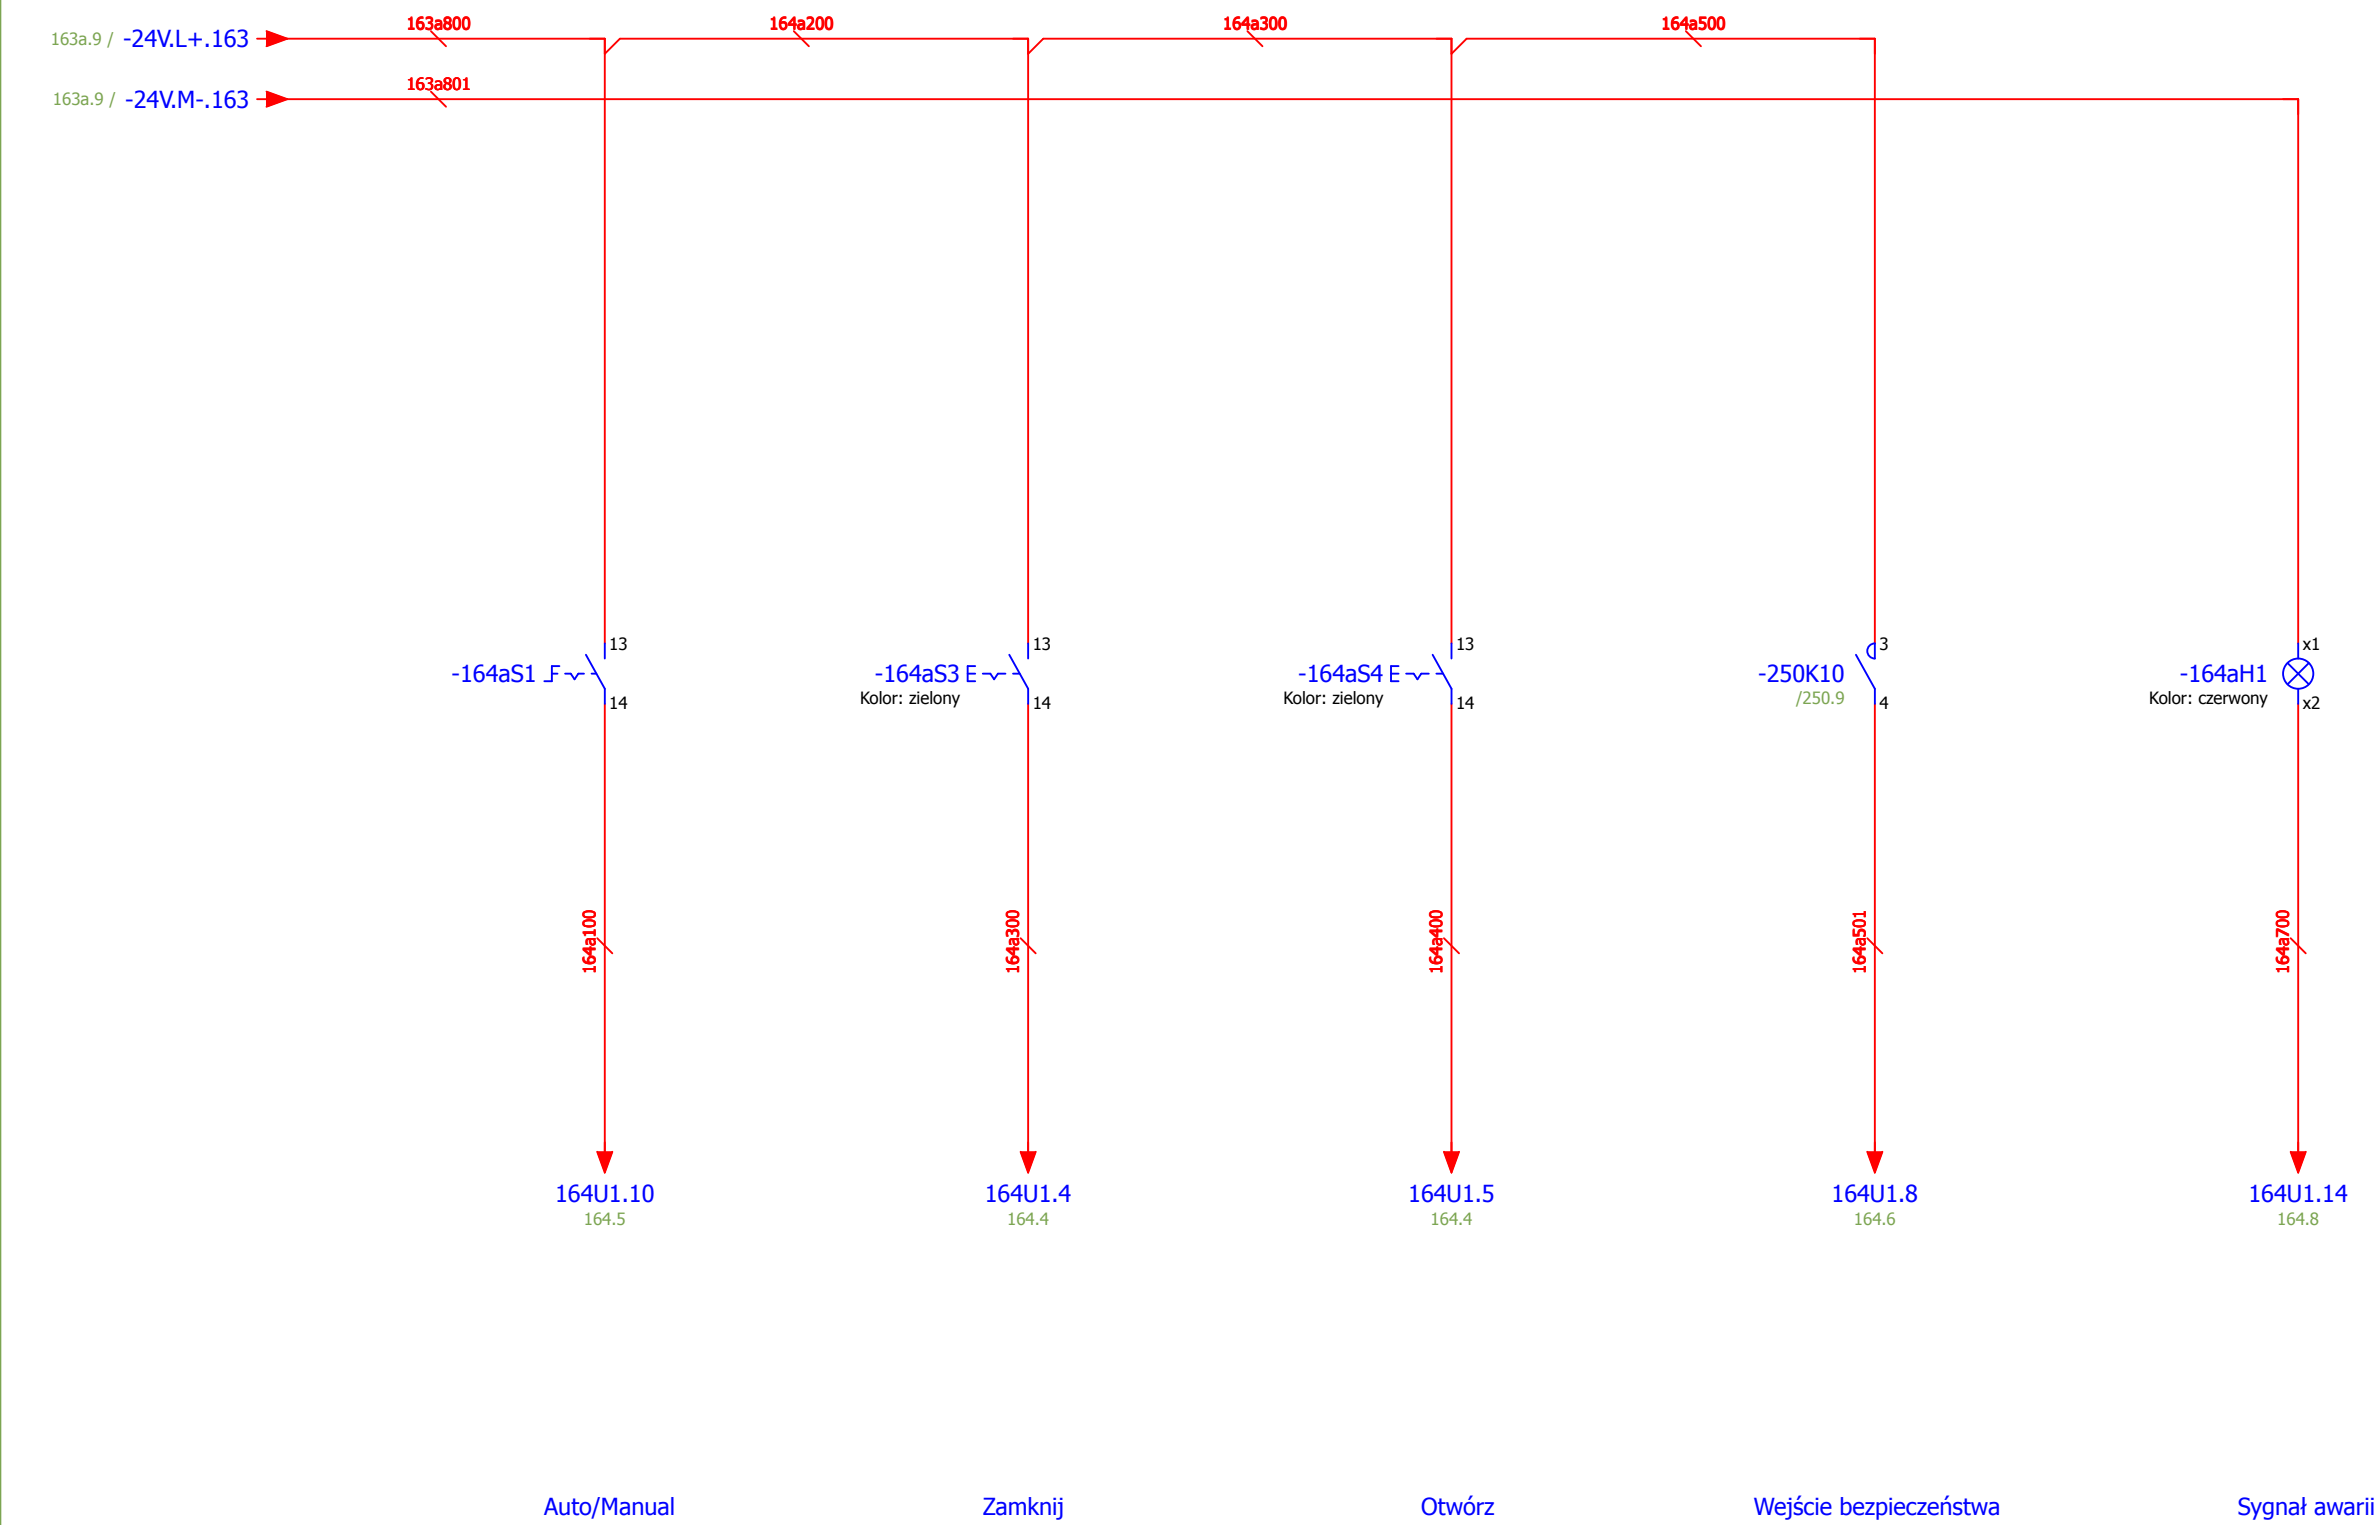 163a800
164a200
164a300
164a500
163a.9 / -24V.L+.163
163a801
163a.9 / -24V.M-.163
13
-164aS1
14
13
-164aS3
Kolor: zielony
14
13
-164aS4
Kolor: zielony
14
3
-250K10
/250.9
4
x1
-164aH1
Kolor: czerwony
x2
164a100
164a300
164a400
164a501
164a700
164U1.10
164.5
164U1.4
164.4
164U1.5
164.4
164U1.8
164.6
164U1.14
164.8
Auto/Manual
Zamknij
Otwórz
Wejście bezpieczeństwa
Sygnał awarii